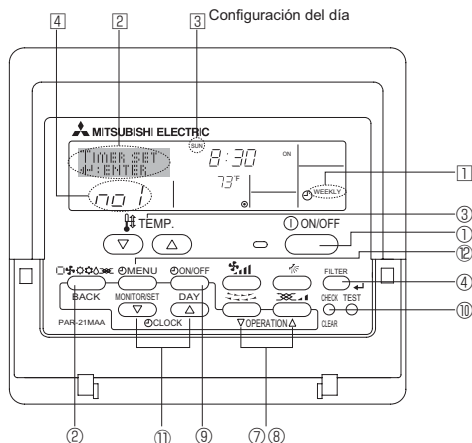 3 Configuración del día
4 2
MITSUBISHI ELECTRIC
TIMER SET
↵:ENTER
SUN
8:30
ON
73°F
WEEKLY
no1
1
TEMP.
ON/OFF
③
①
⑫
MENU
ON/OFF
FILTER
④
BACK
MONITOR/SET
DAY
CHECK
TEST
⑩
PAR-21MAA
CLOCK
▽OPERATION△
CLEAR
②
⑪
⑨
⑦⑧